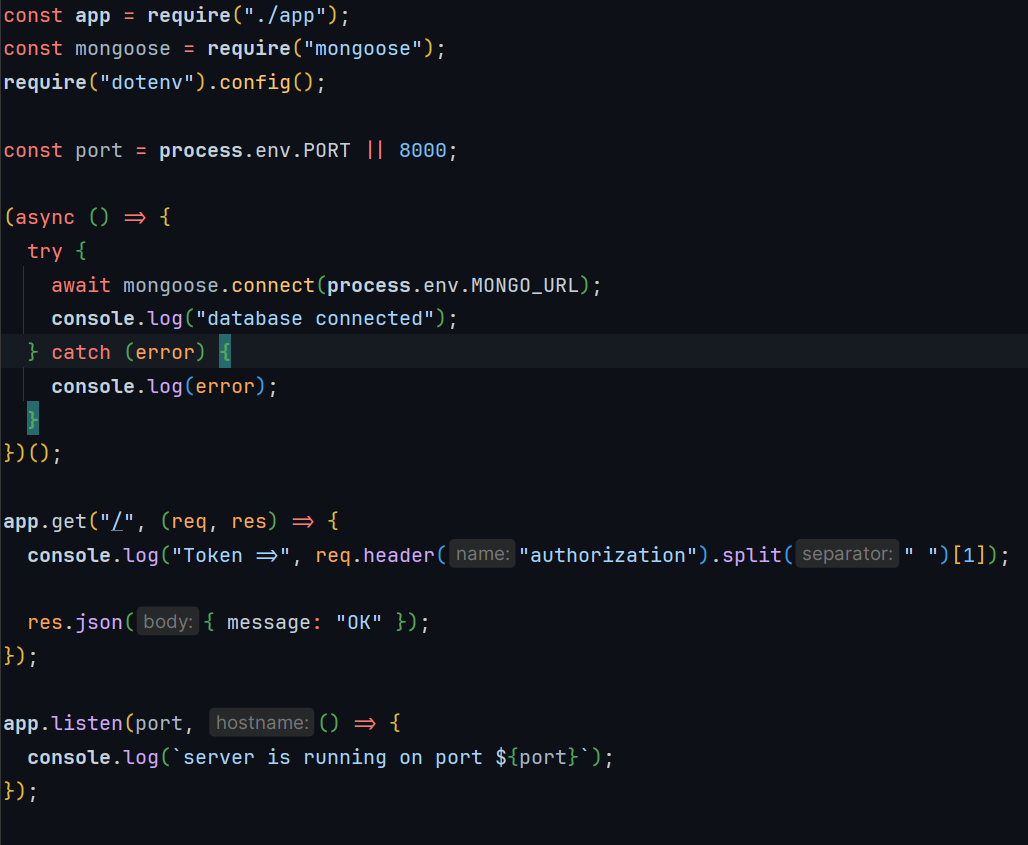 const app = require("./app");
const mongoose = require("mongoose");
require("dotenv").config();
const port = process.env.PORT || 8000;
(async () => {
  try {
    await mongoose.connect(process.env.MONGO_URL);
    console.log("database connected");
  } catch (error) {
    console.log(error);
  }
})();
app.get("/", (req, res) => {
  console.log("Token =>", req.header( name: "authorization").split( separator: " ")[1]);
  res.json( body: { message: "OK" });
});
app.listen(port, hostname: () => {
  console.log(`server is running on port ${port}`);
});